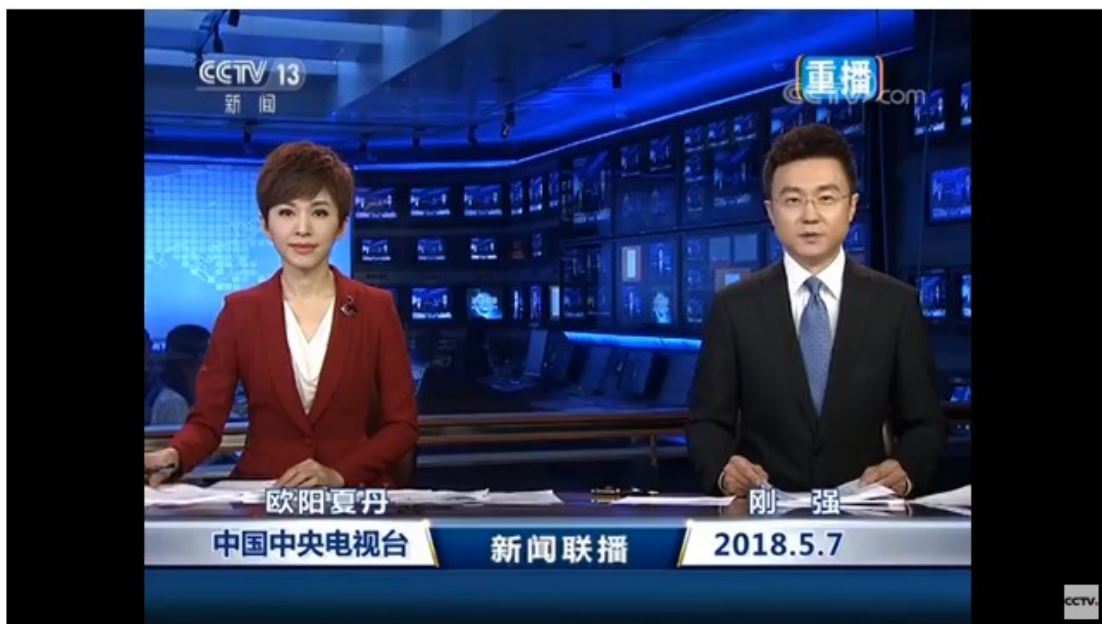 CCTV 13
新闻
重播
CCTV.com
欧阳夏丹
刚 强
中国中央电视台
新闻联播
2018.5.7
CCTV.